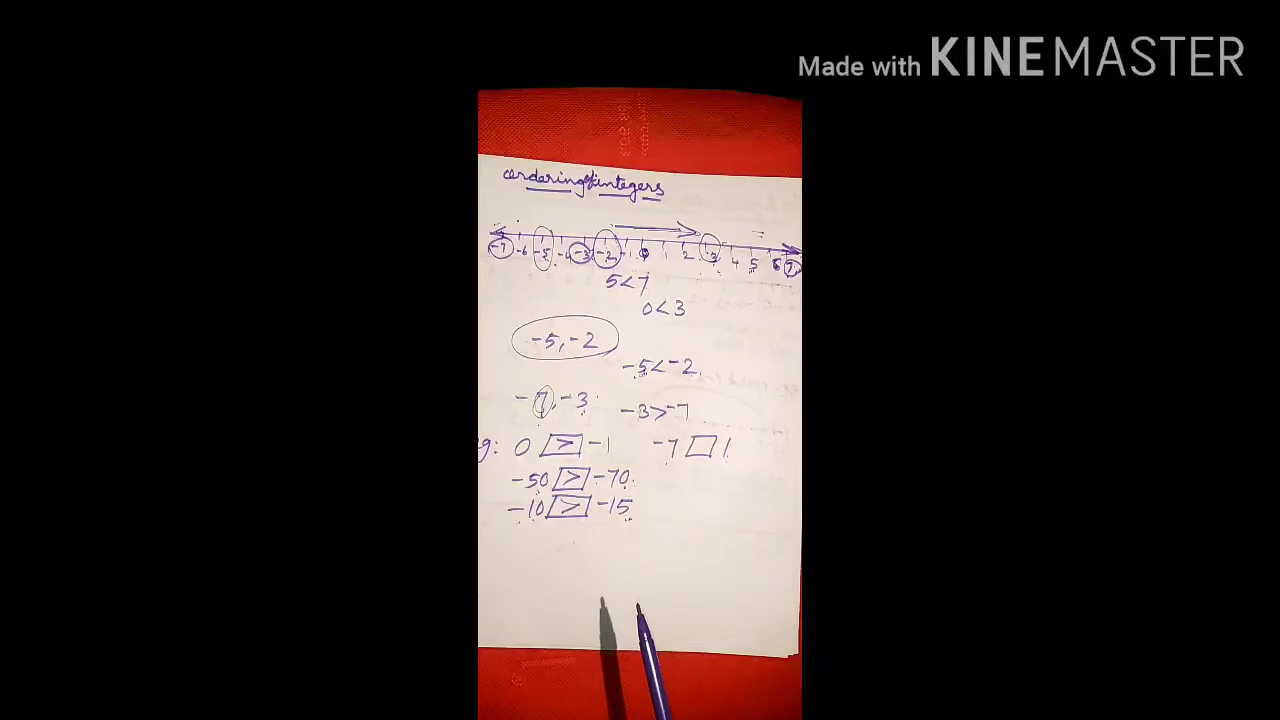 Made with KINEMASTER
ordering of integers
-7 -6 -5 -4 -3 -2 -1 0 1 2 3 4 5 6 7
5<7
0<3
-5, -2
-5<-2
-7, -3
-3>-7
g: 0 > -1 -7 □ 1
-50 > -70
-10 > -15